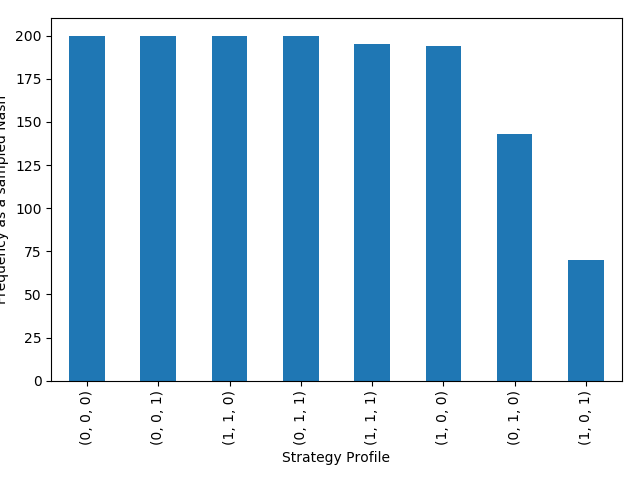 Frequency as a sampled Nash
200
175
150
125
100
75
50
25
0
(0, 0, 0)
(0, 0, 1)
(1, 1, 0)
(0, 1, 1)
(1, 1, 1)
(1, 0, 0)
(0, 1, 0)
(1, 0, 1)
Strategy Profile